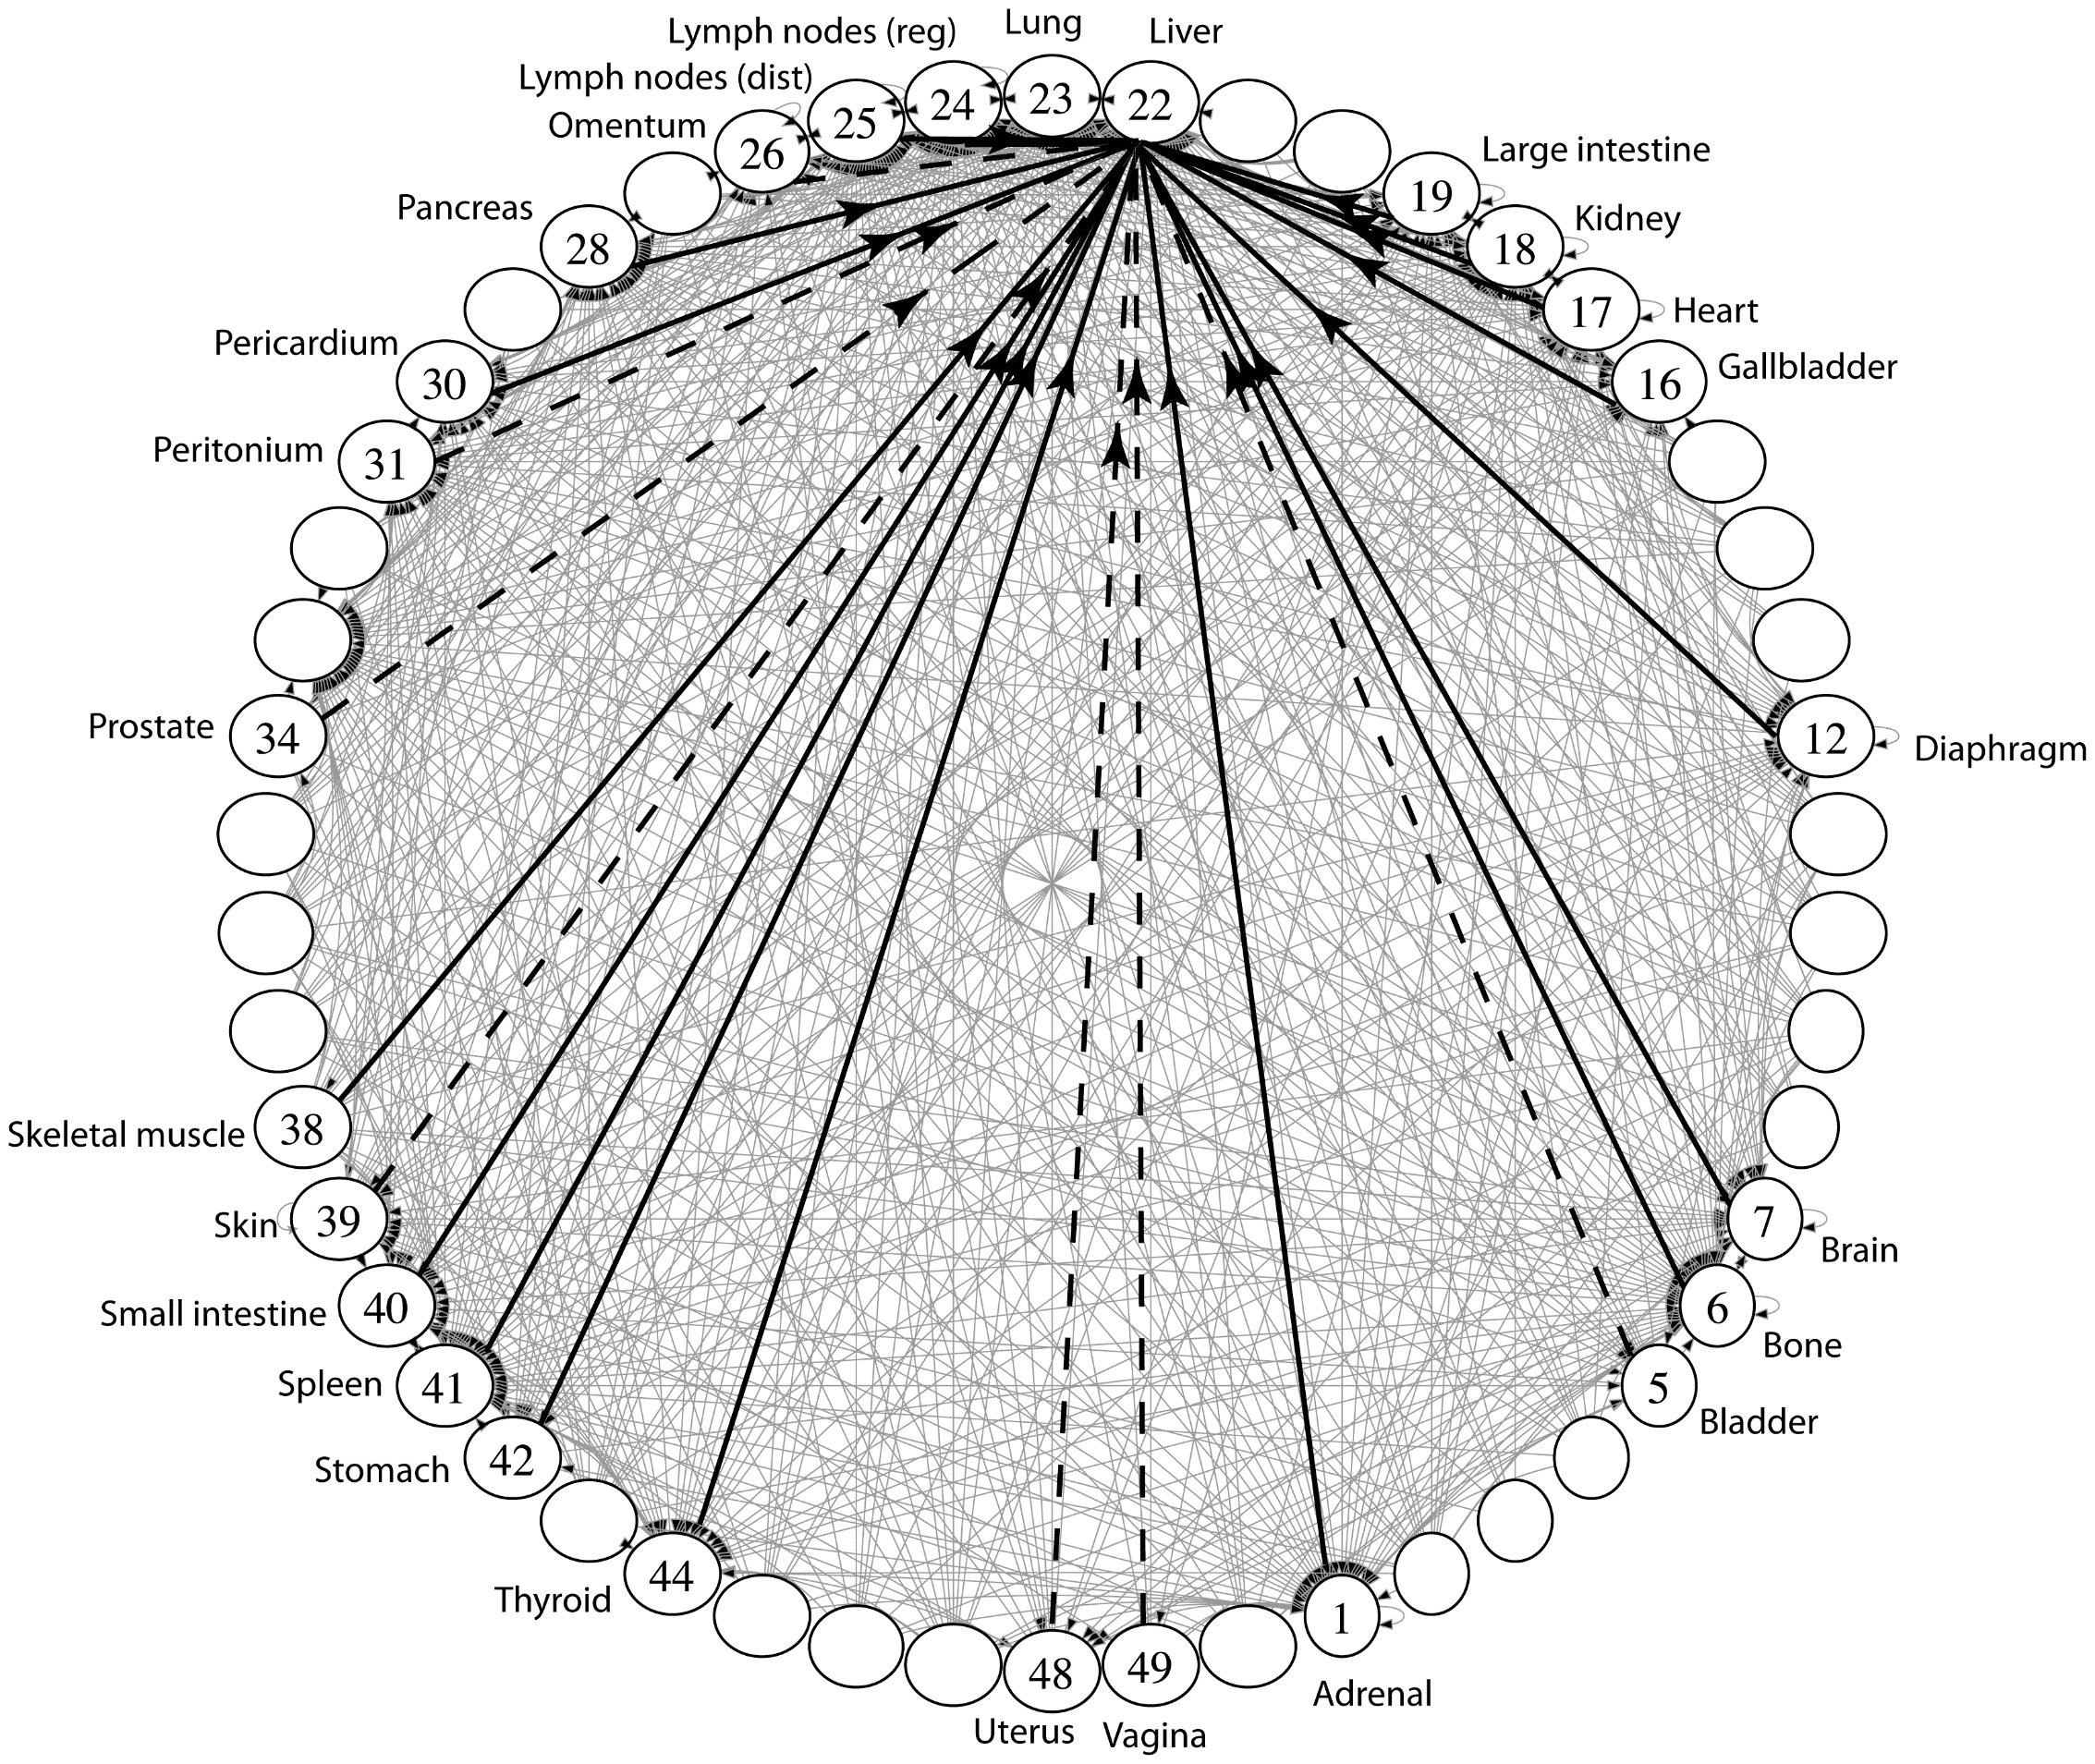 Lung
Liver
Lymph nodes (reg)
Lymph nodes (dist)
Omentum
26
25
24
23
22
Large intestine
19
Pancreas
28
Kidney
18
17
Heart
Pericardium
30
16
Gallbladder
Peritonium
31
Prostate
34
12
Diaphragm
Skeletal muscle
38
Skin
39
7
Brain
Small intestine
40
6
Bone
Spleen
41
5
Bladder
Stomach
42
Thyroid
44
1
Adrenal
48
49
Uterus
Vagina